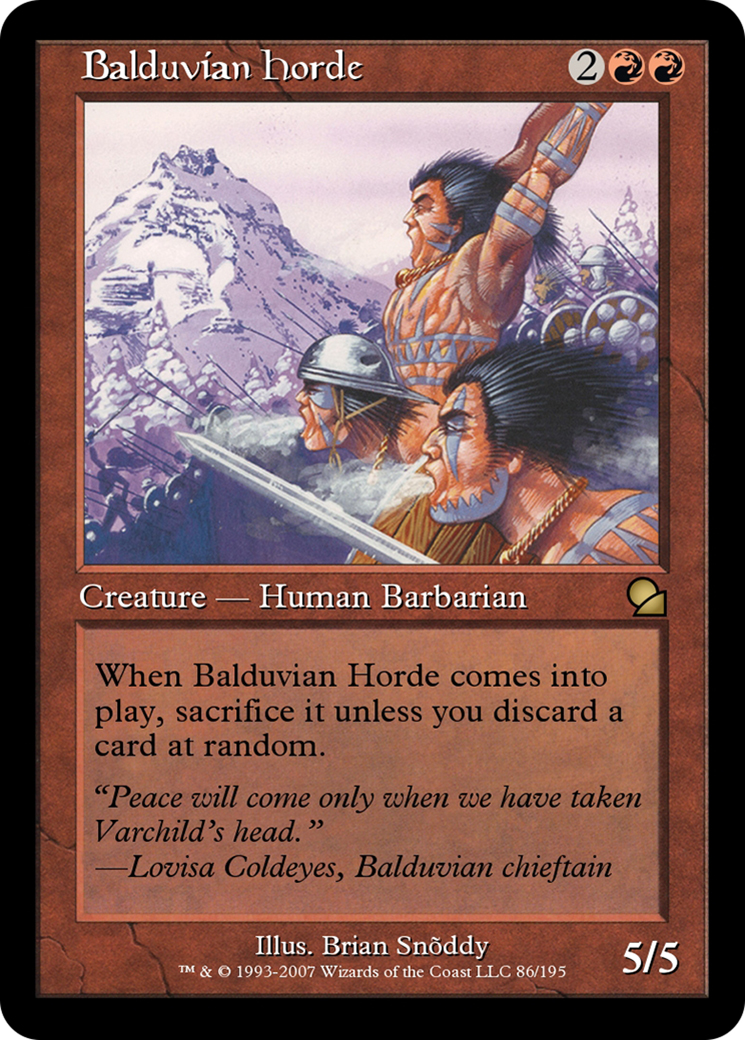 Balduvian Horde 2
Creature — Human Barbarian
When Balduvian Horde comes into
play, sacrifice it unless you discard a
card at random.
“Peace will come only when we have taken
Varchild’s head.”
—Lovisa Coldeyes, Balduvian chieftain
Illus. Brian Snõddy
™ & © 1993-2007 Wizards of the Coast LLC 86/195
5/5